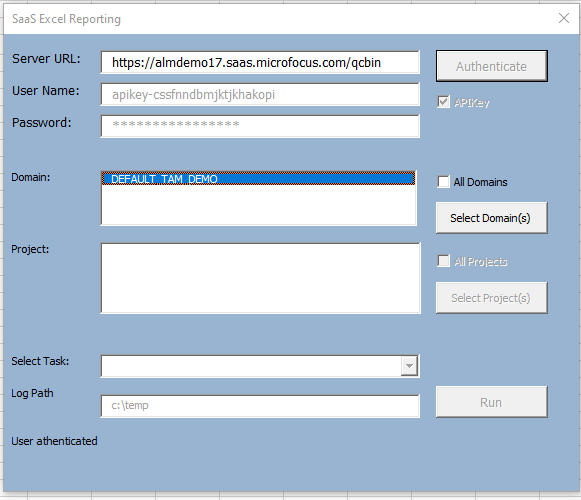 SaaS Excel Reporting
Server URL: https://almdemo17.saas.microfocus.com/qcbin Authenticate
User Name: apikey-cssfnndbmjktjkhakopi APIKey
Password: ****************
Domain: DEFAULT_TAM_DEMO All Domains
Select Domain(s)
Project: All Projects
Select Project(s)
Select Task:
Log Path c:\temp Run
User athenticated